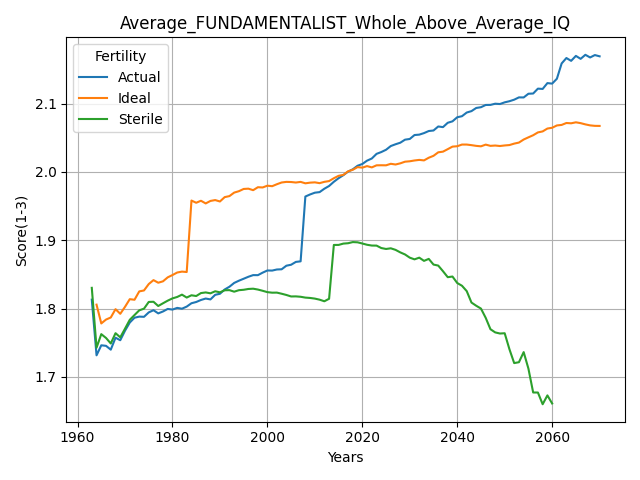 Average_FUNDAMENTALIST_Whole_Above_Average_IQ
Fertility
Actual
Ideal
Sterile
Score(1-3)
2.1
2.0
1.9
1.8
1.7
1960
1980
2000
2020
2040
2060
Years